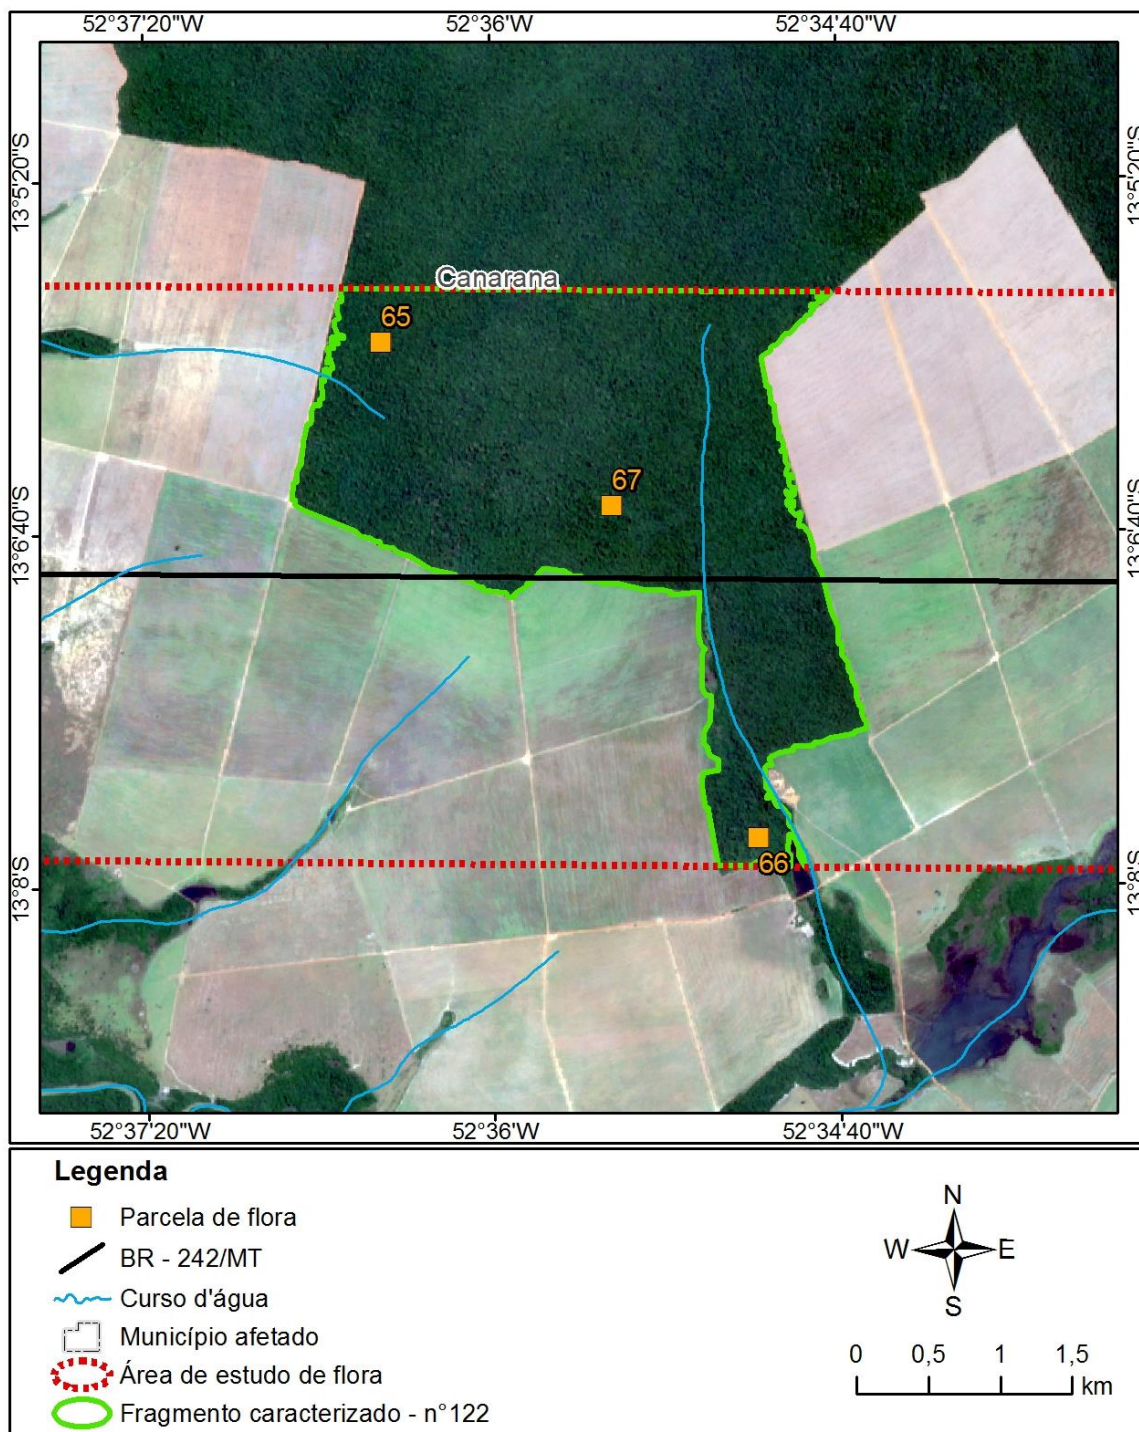 52°37'20"W 52°36'W 52°34'40"W
13°5'20"S 13°5'20"S
Canarana
65
67
13°6'40"S 13°6'40"S
66
13°8'S 13°8'S
52°37'20"W 52°36'W 52°34'40"W
Legenda
Parcela de flora
BR - 242/MT
Curso d'água
Município afetado
Área de estudo de flora
Fragmento caracterizado - n°122
N
W E
S
0 0,5 1 1,5
km